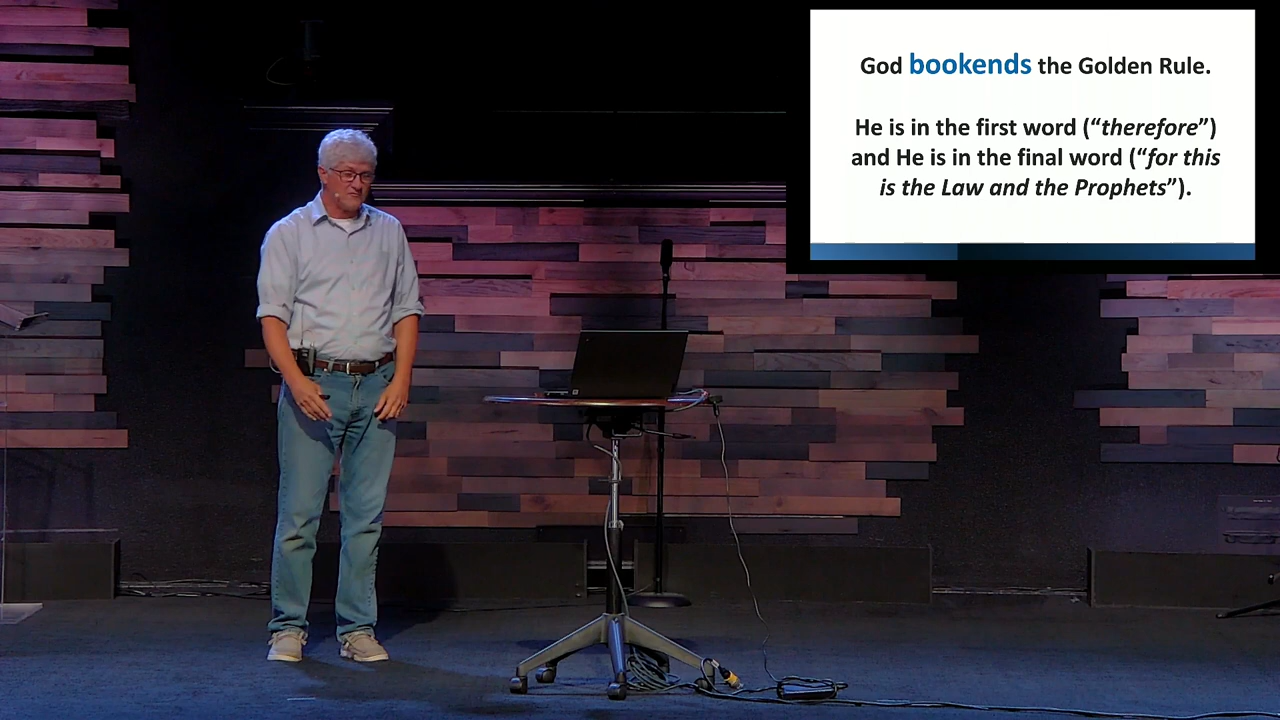 God bookends the Golden Rule.
He is in the first word (“therefore”)
and He is in the final word (“for this
is the Law and the Prophets”).